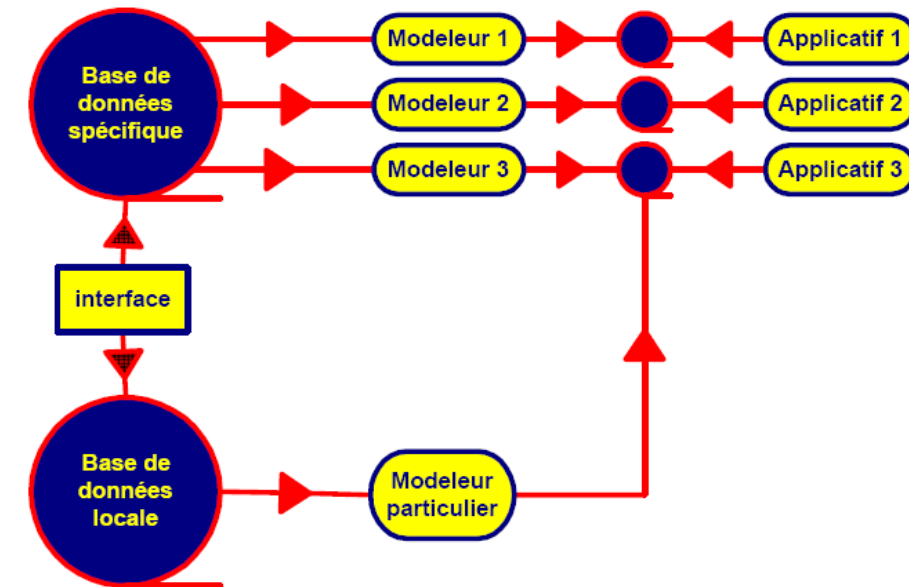 Base de
données
spécifique
Modeleur 1
Applicatif 1
Modeleur 2
Applicatif 2
Modeleur 3
Applicatif 3
interface
Base de
données
locale
Modeleur
particulier